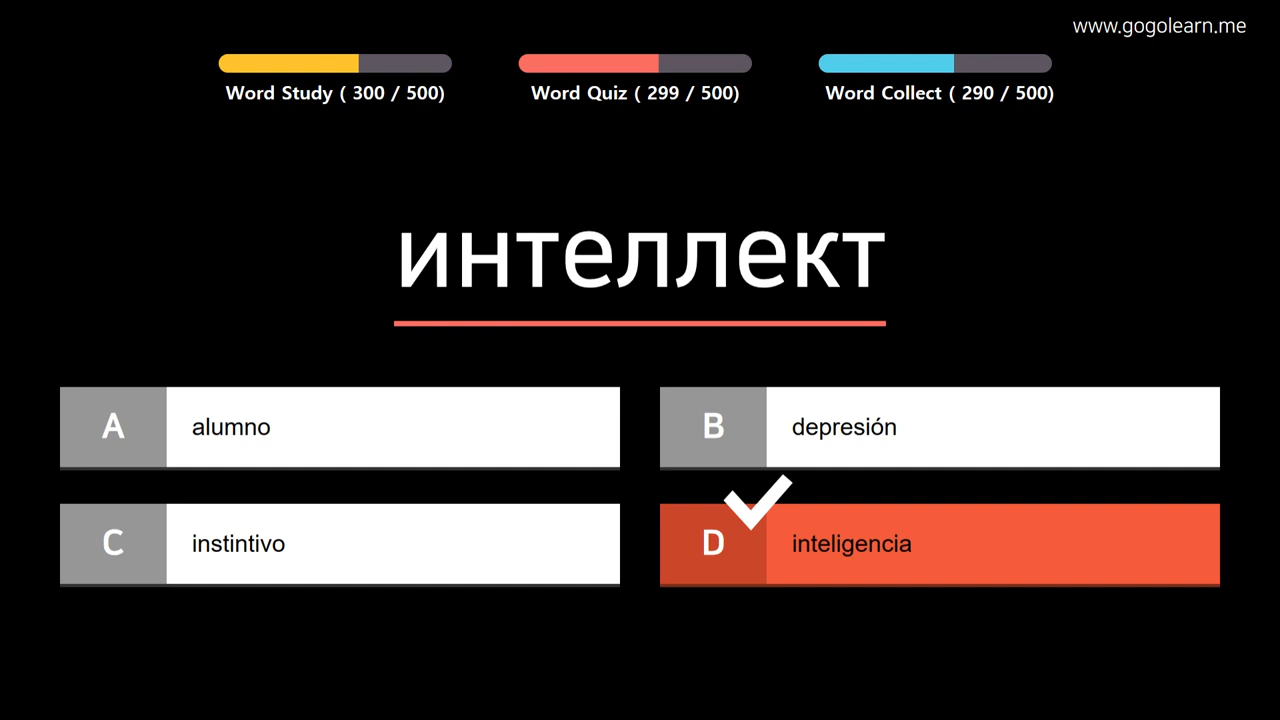 www.gogolearn.me
Word Study ( 300 / 500)
Word Quiz ( 299 / 500)
Word Collect ( 290 / 500)
интеллект
A alumno
B depresión
C instintivo
D inteligencia